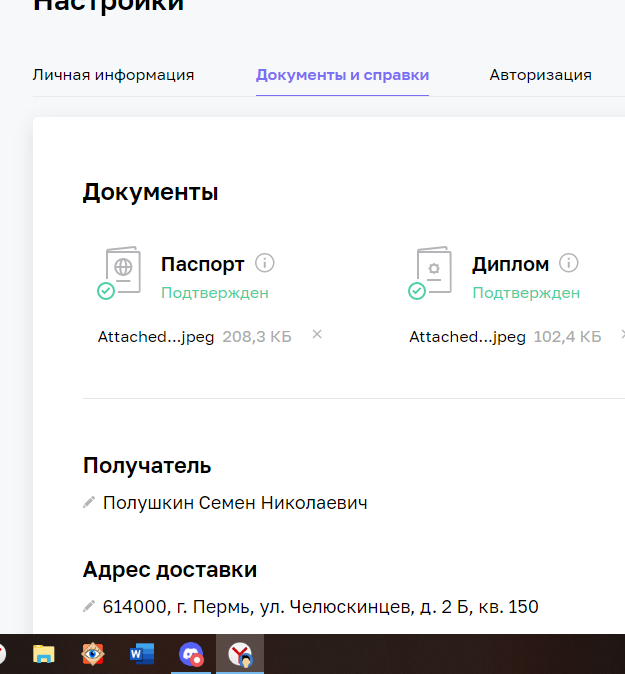 Настройки
Личная информация Документы и справки Авторизация
Документы
Паспорт Диплом
Подтвержден Подтвержден
Attached...jpeg 208,3 КБ Attached...jpeg 102,4 КБ
Получатель
Полушкин Семен Николаевич
Адрес доставки
614000, г. Пермь, ул. Челюскинцев, д. 2 Б, кв. 150